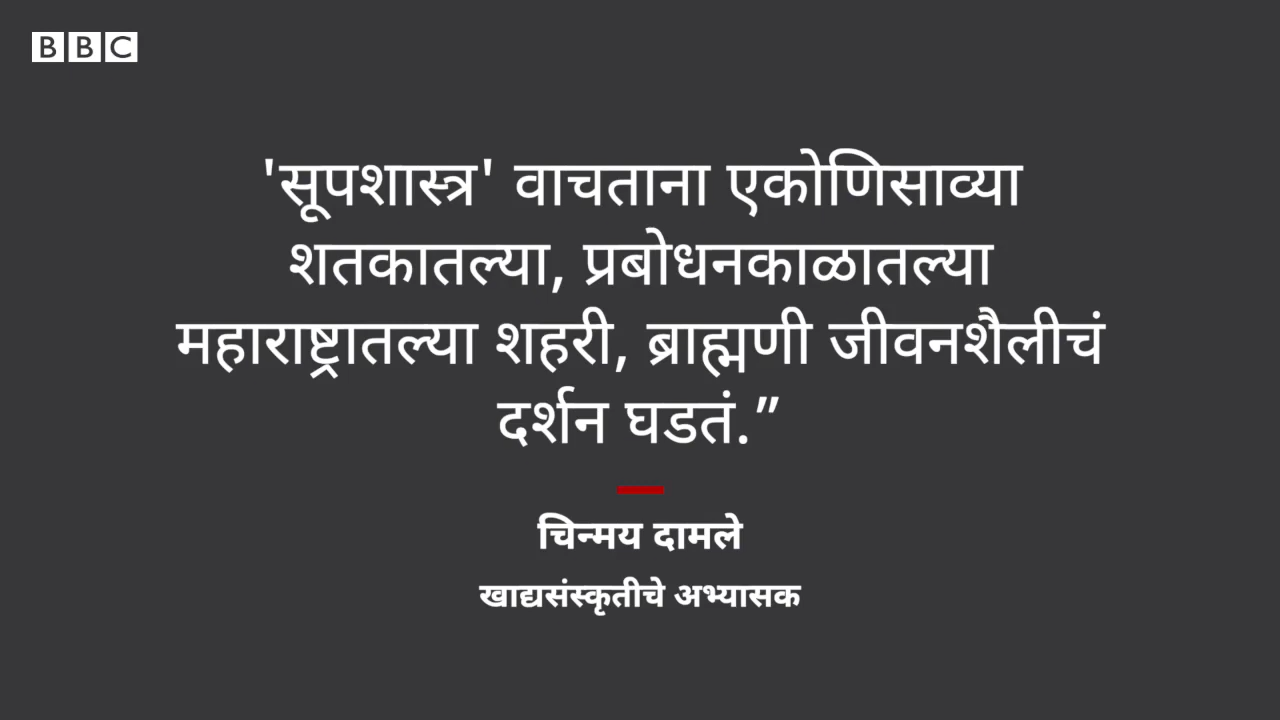 BBC
'सूपशास्त्र' वाचताना एकोणिसाव्या
शतकातल्या, प्रबोधनकाळातल्या
महाराष्ट्रातल्या शहरी, ब्राह्मणी जीवनशैलीचं
दर्शन घडतं.”
चिन्मय दामले
खाद्यसंस्कृतीचे अभ्यासक